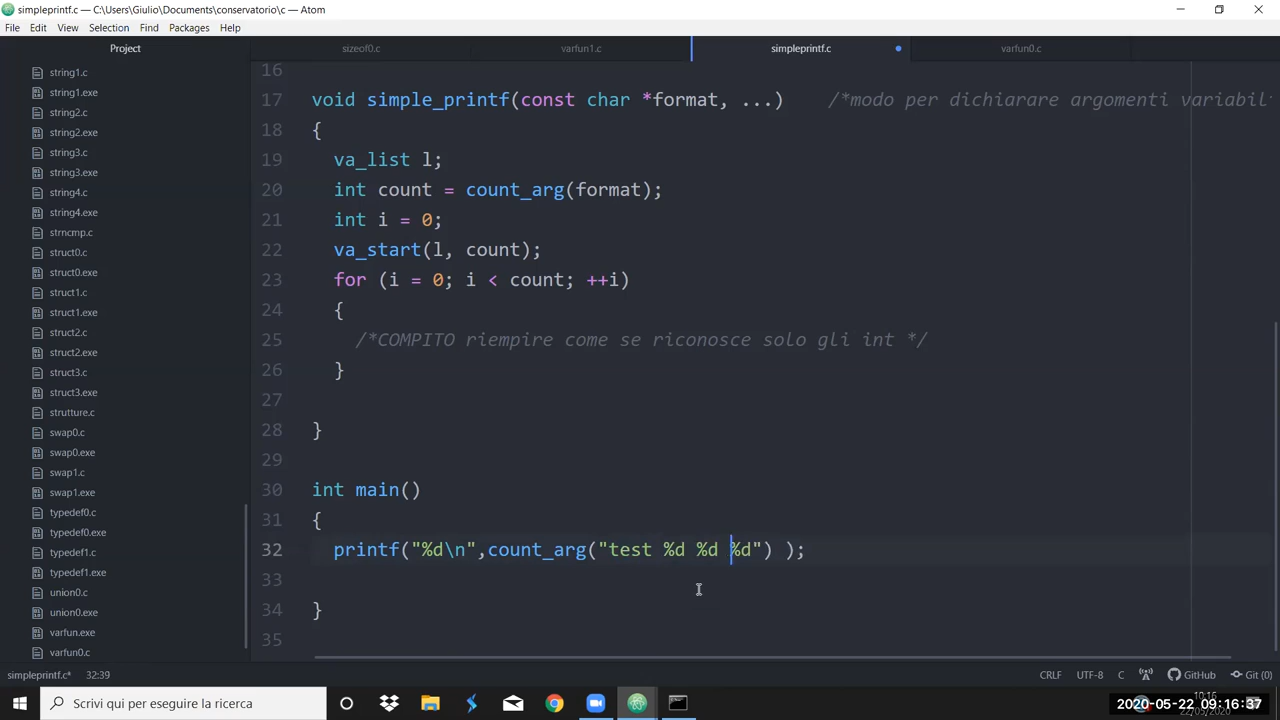 simpleprintf.c — C:\Users\Giulio\Documents\conservatorio\c — Atom
File Edit View Selection Find Packages Help
Project
sizeof0.c varfun1.c simpleprintf.c varfun0.c
string1.c
string1.exe
string2.c
string2.exe
string3.c
string3.exe
string4.c
string4.exe
strncmp.c
struct0.c
struct0.exe
struct1.c
struct1.exe
struct2.c
struct2.exe
struct3.c
struct3.exe
strutture.c
swap0.c
swap0.exe
swap1.c
swap1.exe
typedef0.c
typedef0.exe
typedef1.c
typedef1.exe
union0.c
union0.exe
varfun.exe
varfun0.c
16
17 void simple_printf(const char *format, ...) /*modo per dichiarare argomenti variabil
18 {
19 va_list l;
20 int count = count_arg(format);
21 int i = 0;
22 va_start(l, count);
23 for (i = 0; i < count; ++i)
24 {
25 /*COMPITO riempire come se riconosce solo gli int */
26 }
27
28 }
29
30 int main()
31 {
32 printf("%d\n",count_arg("test %d %d %d") );
33
34 }
35
simpleprintf.c* 32:39 CRLF UTF-8 C GitHub Git (0)
Scrivi qui per eseguire la ricerca
10:16
2020-05-22 09:16:37